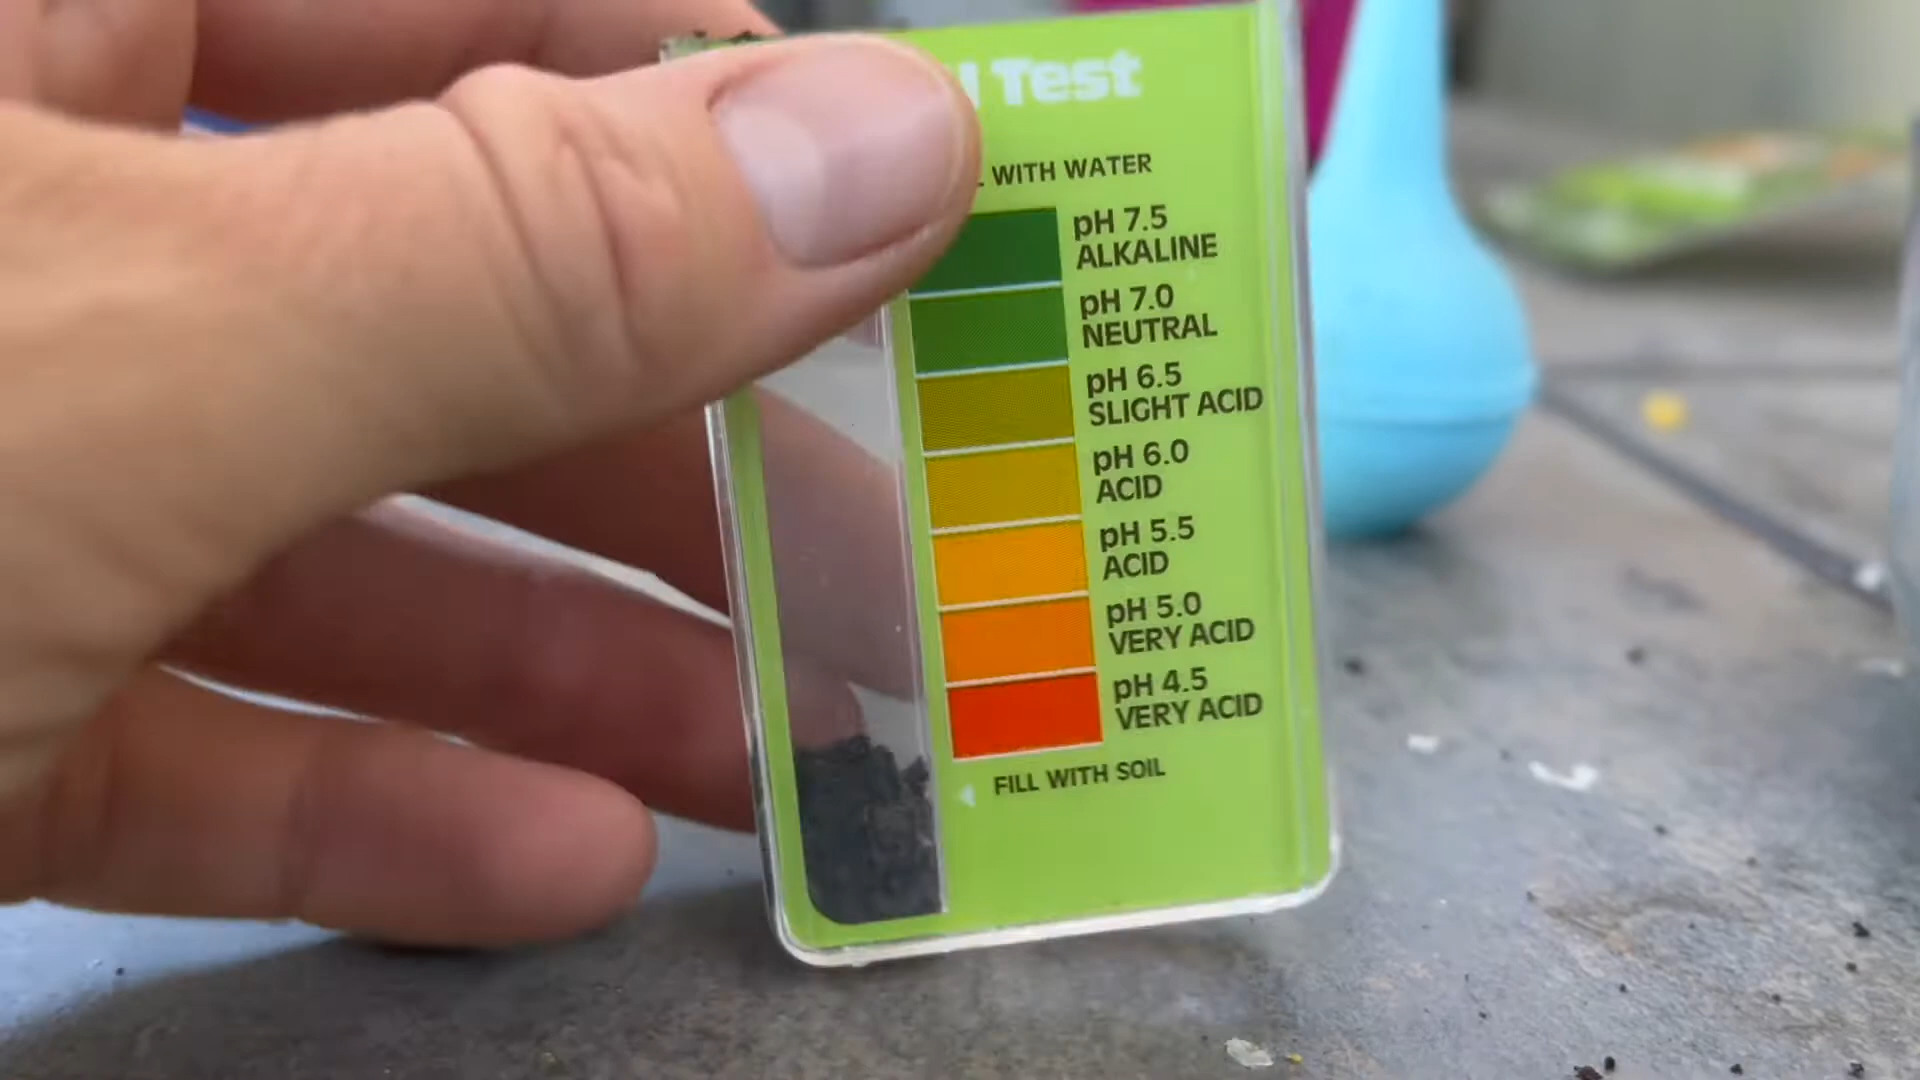 Test
WITH WATER
pH 7.5
ALKALINE
pH 7.0
NEUTRAL
pH 6.5
SLIGHT ACID
pH 6.0
ACID
pH 5.5
ACID
pH 5.0
VERY ACID
pH 4.5
VERY ACID
FILL WITH SOIL